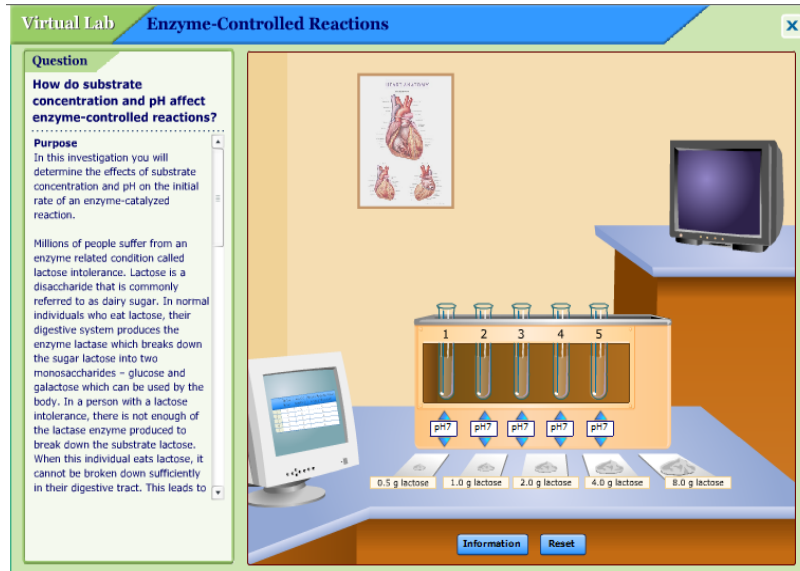 Virtual Lab
Enzyme-Controlled Reactions
X
Question
How do substrate
concentration and pH affect
enzyme-controlled reactions?
Purpose
In this investigation you will
determine the effects of substrate
concentration and pH on the initial
rate of an enzyme-catalyzed
reaction.
Millions of people suffer from an
enzyme related condition called
lactose intolerance. Lactose is a
disaccharide that is commonly
referred to as dairy sugar. In normal
individuals who eat lactose, their
digestive system produces the
enzyme lactase which breaks down
the sugar lactose into two
monosaccharides – glucose and
galactose which can be used by the
body. In a person with a lactose
intolerance, there is not enough of
the lactase enzyme produced to
break down the substrate lactose.
When this individual eats lactose, it
cannot be broken down sufficiently
in their digestive tract. This leads to
HEART ANATOMY
1 2 3 4 5
pH7 pH7 pH7 pH7 pH7
0.5 g lactose 1.0 g lactose 2.0 g lactose 4.0 g lactose 8.0 g lactose
Information Reset